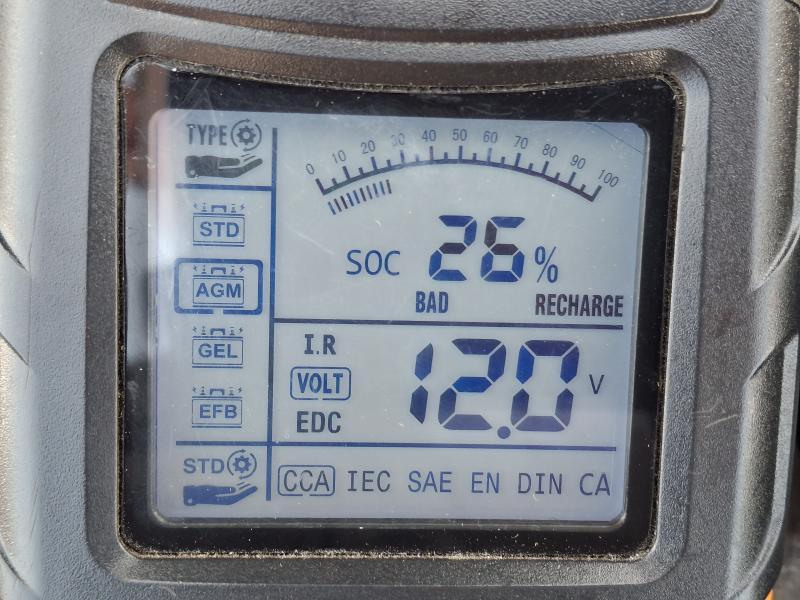 TYPE
0 10 20 30 40 50 60 70 80 90 100
STD
SOC 26 %
AGM
BAD RECHARGE
GEL
I.R
VOLT 12.0 V
EFB
EDC
STD
CCA IEC SAE EN DIN CA